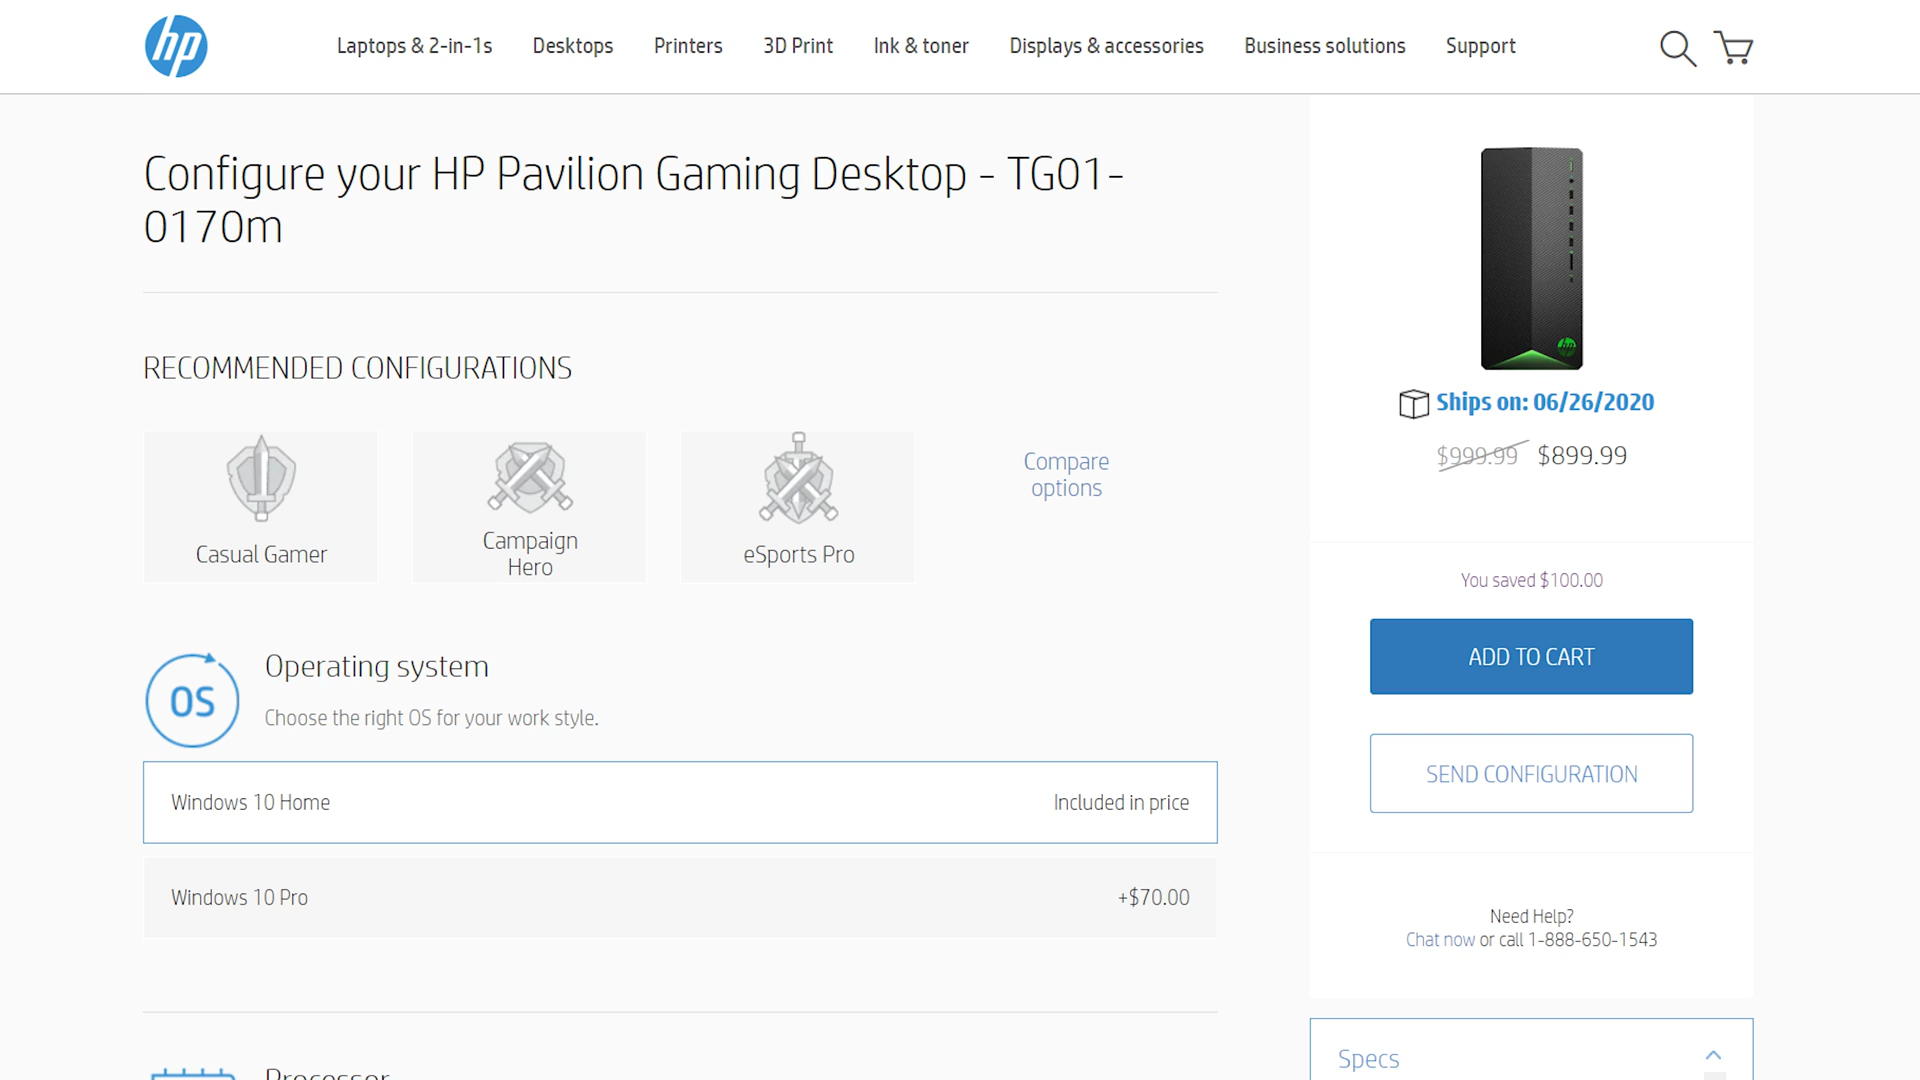 hp
Laptops & 2-in-1s
Desktops
Printers
3D Print
Ink & toner
Displays & accessories
Business solutions
Support
Configure your HP Pavilion Gaming Desktop - TG01-
0170m
RECOMMENDED CONFIGURATIONS
Casual Gamer
Campaign
Hero
eSports Pro
Compare
options
OS
Operating system
Choose the right OS for your work style.
Windows 10 Home
Included in price
Windows 10 Pro
+$70.00
Processor
hp
Ships on: 06/26/2020
$999.99 $899.99
You saved $100.00
ADD TO CART
SEND CONFIGURATION
Need Help?
Chat now or call 1-888-650-1543
Specs